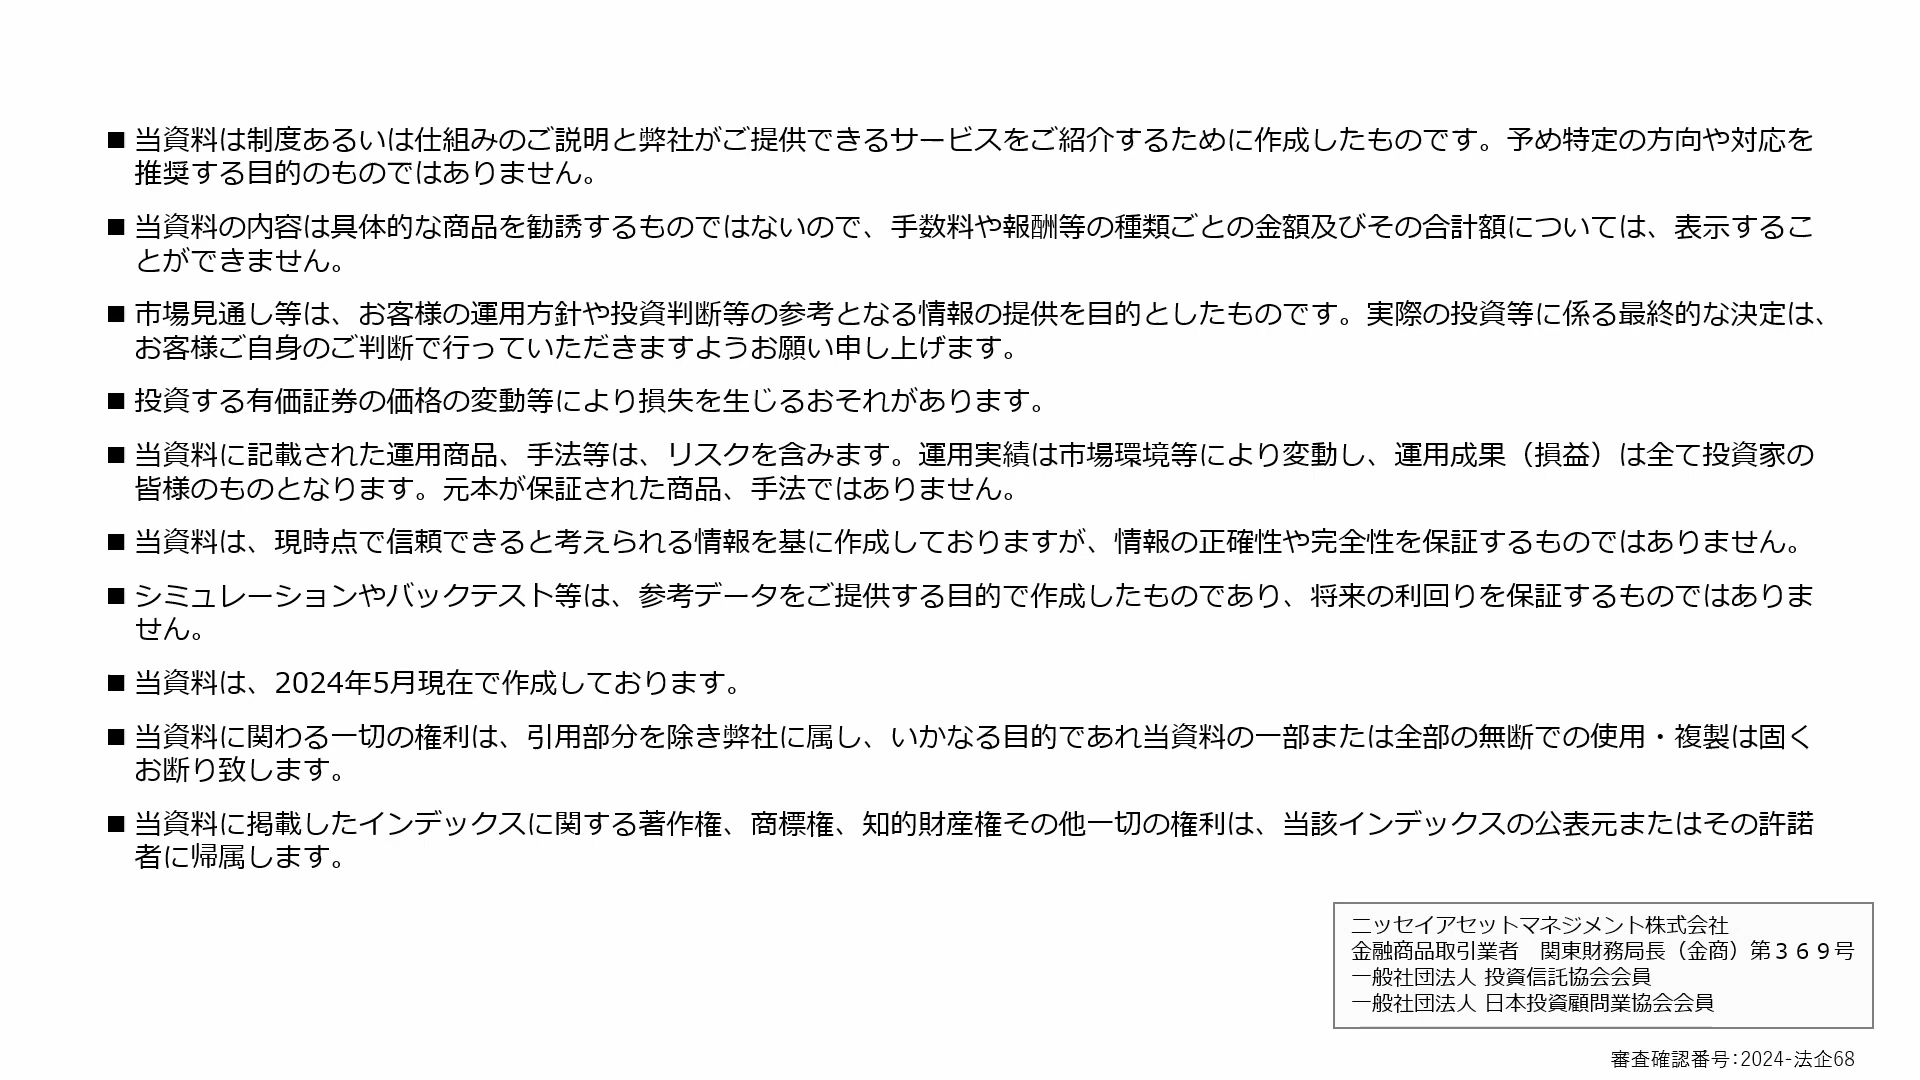 ■ 当資料は制度あるいは仕組みのご説明と弊社がご提供できるサービスをご紹介するために作成したものです。予め特定の方向や対応を
推奨する目的のものではありません。
■ 当資料の内容は具体的な商品を勧誘するものではないので、手数料や報酬等の種類ごとの金額及びその合計額については、表示するこ
とができません。
■ 市場見通し等は、お客様の運用方針や投資判断等の参考となる情報の提供を目的としたものです。実際の投資等に係る最終的な決定は、
お客様ご自身のご判断で行っていただきますようお願い申し上げます。
■ 投資する有価証券の価格の変動等により損失を生じるおそれがあります。
■ 当資料に記載された運用商品、手法等は、リスクを含みます。運用実績は市場環境等により変動し、運用成果（損益）は全て投資家の
皆様のものとなります。元本が保証された商品、手法ではありません。
■ 当資料は、現時点で信頼できると考えられる情報を基に作成しておりますが、情報の正確性や完全性を保証するものではありません。
■ シミュレーションやバックテスト等は、参考データをご提供する目的で作成したものであり、将来の利回りを保証するものではありま
せん。
■ 当資料は、2024年5月現在で作成しております。
■ 当資料に関わる一切の権利は、引用部分を除き弊社に属し、いかなる目的であれ当資料の一部または全部の無断での使用・複製は固く
お断り致します。
■ 当資料に掲載したインデックスに関する著作権、商標権、知的財産権その他一切の権利は、当該インデックスの公表元またはその許諾
者に帰属します。
ニッセイアセットマネジメント株式会社
金融商品取引業者　関東財務局長（金商）第３６９号
一般社団法人 投資信託協会会員
一般社団法人 日本投資顧問業協会会員
審査確認番号：2024-法企68